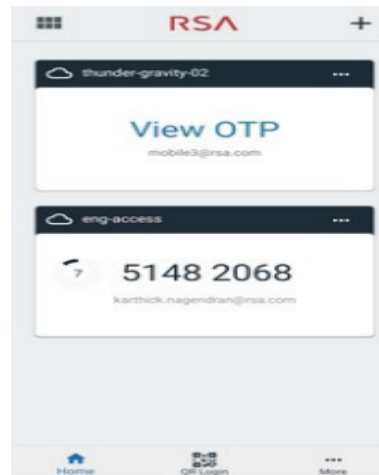 RSA +
thunder-gravity-02 ...
View OTP
mobile3@rsa.com
eng-access ...
7 5148 2068
karthick.nagendran@rsa.com
Home QR Login More